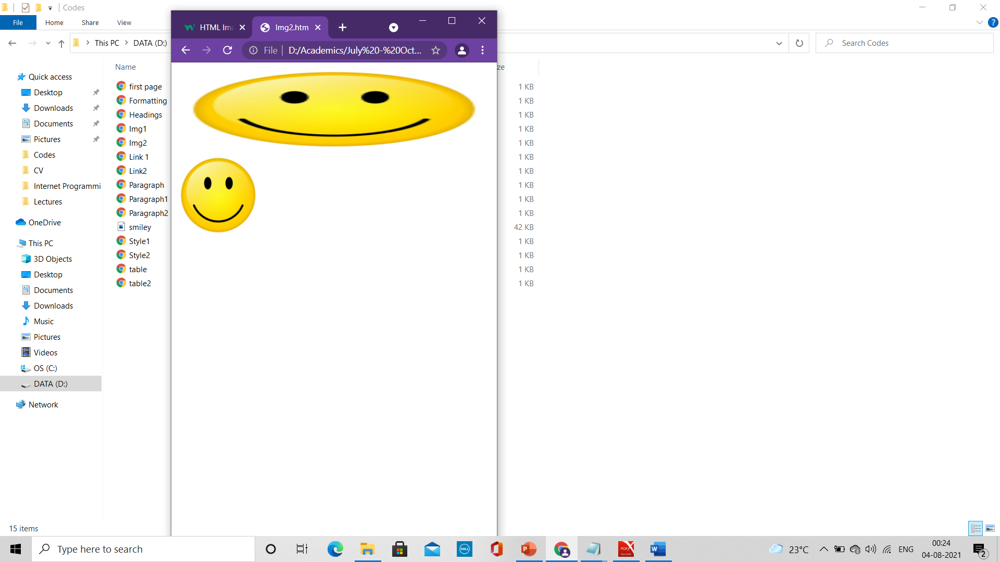 Codes
File
Home
Share
View
This PC
DATA (D:)
Search Codes
HTML Ima
Img2.htm
File
D:/Academics/July%20-%20Oct...
Name
ze
Quick access
Desktop
Downloads
Documents
Pictures
Codes
CV
Internet Programmi
Lectures
OneDrive
This PC
3D Objects
Desktop
Documents
Downloads
Music
Pictures
Videos
OS (C:)
DATA (D:)
Network
first page 1 KB
Formatting 1 KB
Headings 1 KB
Img1 1 KB
Img2 1 KB
Link 1 1 KB
Link2 1 KB
Paragraph 1 KB
Paragraph1 1 KB
Paragraph2 1 KB
smiley 42 KB
Style1 1 KB
Style2 1 KB
table 1 KB
table2 1 KB
15 items
Type here to search
DELL
P
PDF X
W
23°C
ENG
00:24
04-08-2021
2